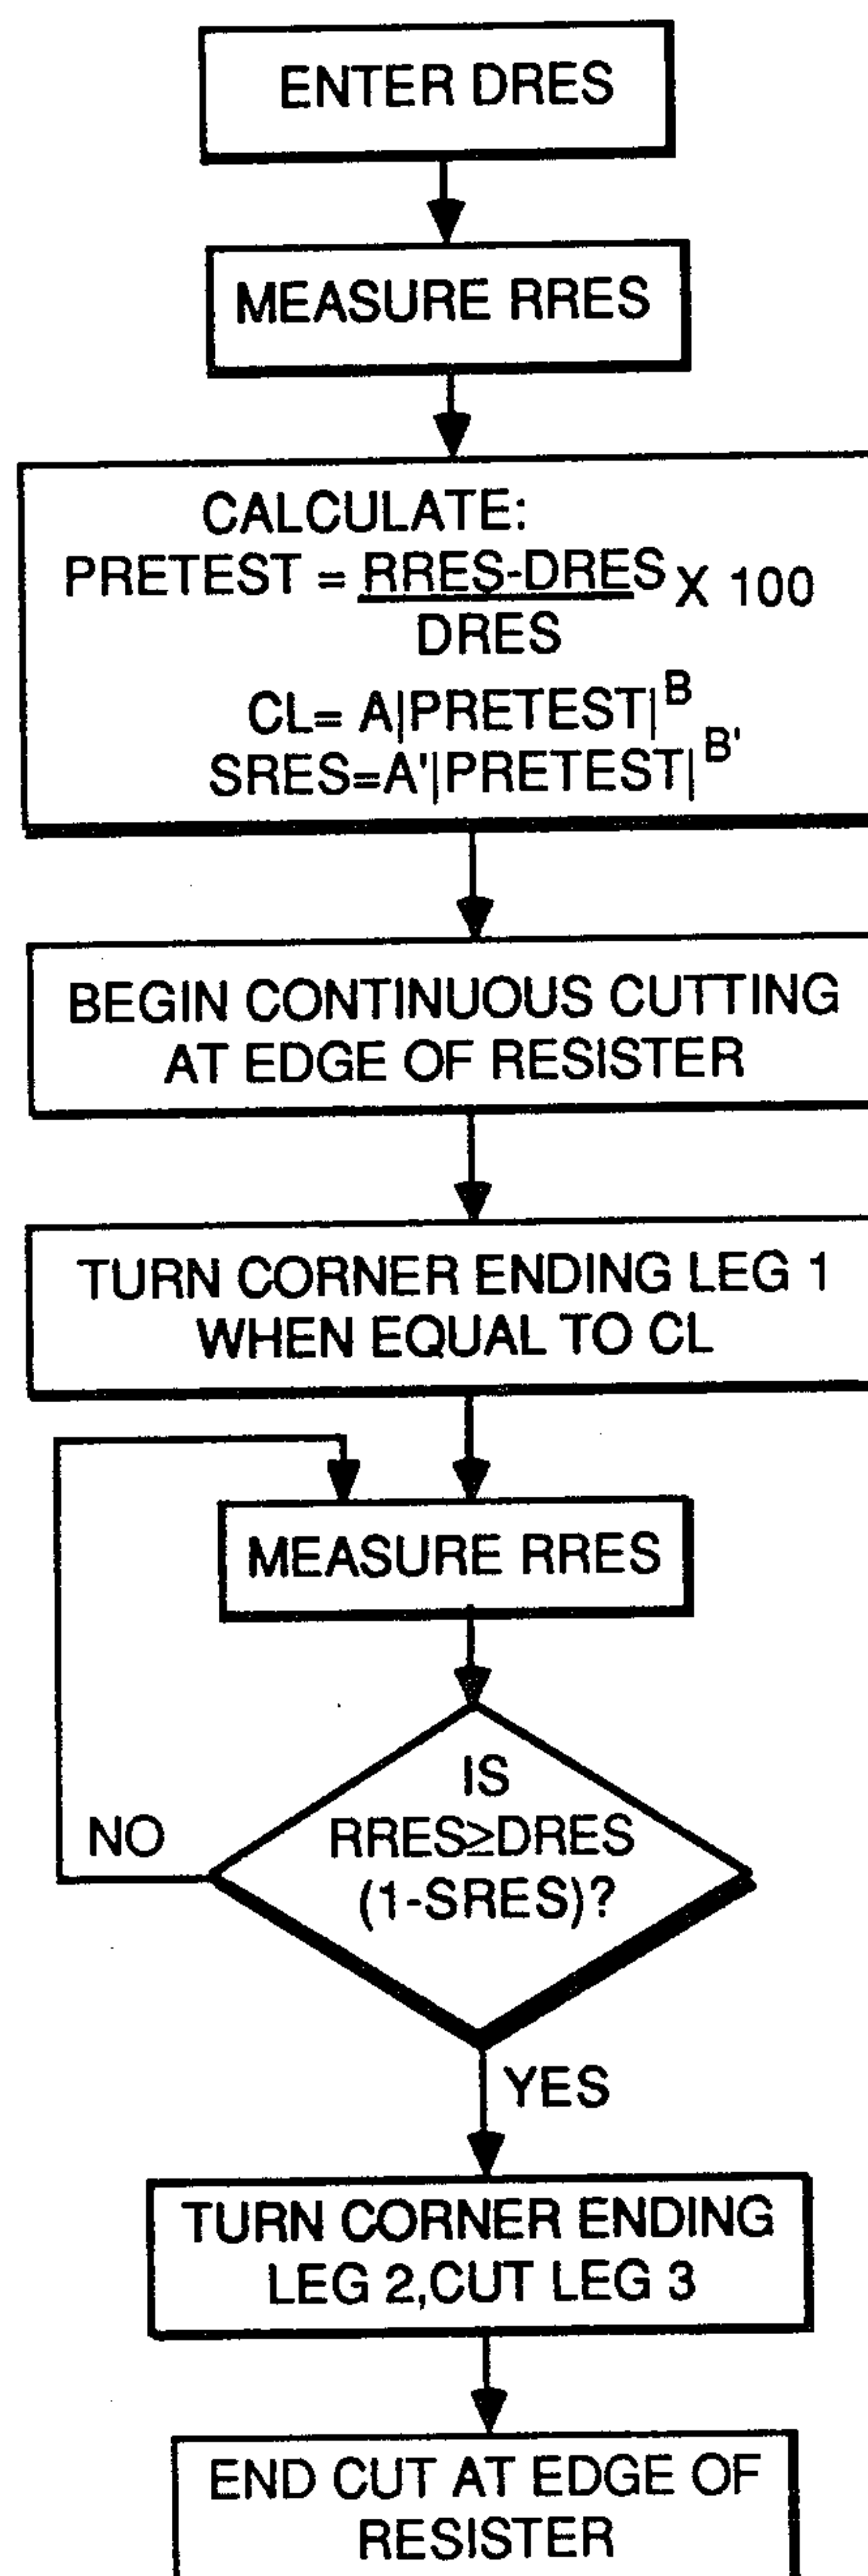 ENTER DRES
MEASURE RRES
CALCULATE:
PRETEST = RRES-DRES X 100
DRES
CL= A|PRETEST|^B
SRES=A'|PRETEST|^B'
BEGIN CONTINUOUS CUTTING
AT EDGE OF RESISTER
TURN CORNER ENDING LEG 1
WHEN EQUAL TO CL
MEASURE RRES
IS
RRES≥DRES
(1-SRES)?
NO
YES
TURN CORNER ENDING
LEG 2,CUT LEG 3
END CUT AT EDGE OF
RESISTER